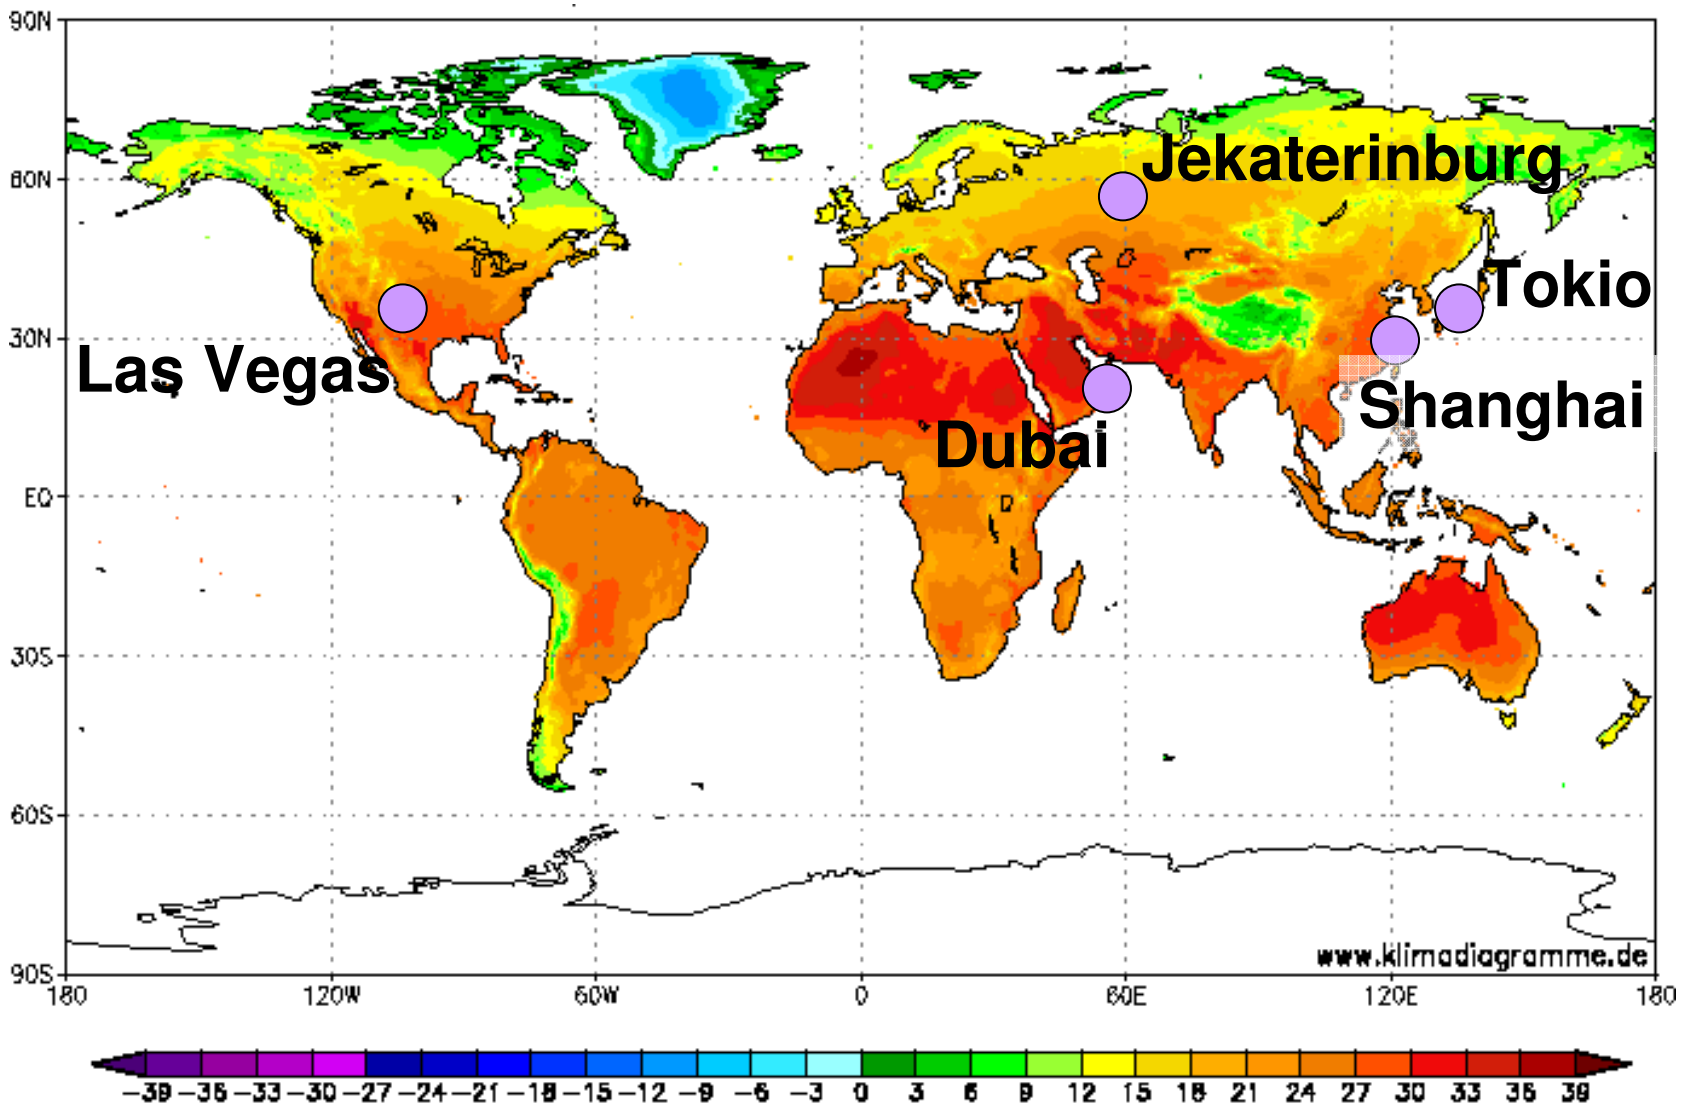 90N
60N
Jekaterinburg
Tokio
30N
Las Vegas
Shanghai
Dubai
EQ
30S
60S
www.klimadiagramme.de
90S
180 120W 60W 0 60E 120E 180
-39 -36 -33 -30 -27 -24 -21 -18 -15 -12 -9 -6 -3 0 3 6 9 12 15 18 21 24 27 30 33 36 39